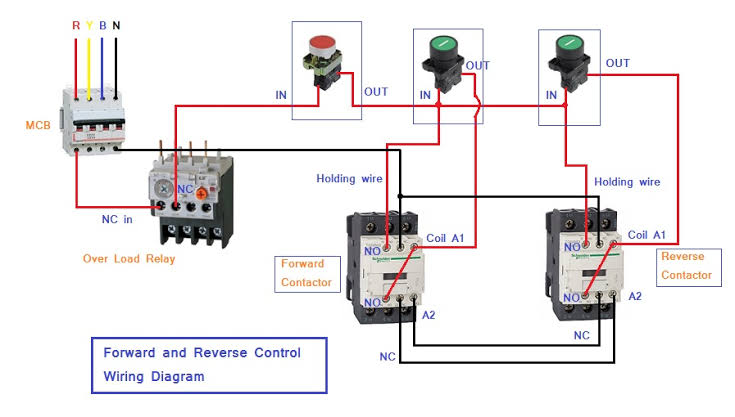 R Y B N
MCB
NC in
NC
Over Load Relay
IN
OUT
IN
OUT
IN
OUT
Holding wire
Holding wire
Coil A1
Coil A1
NO
NO
Forward
Contactor
Reverse
Contactor
Schneider
Schneider
NO
NO
A2
A2
NC
NC
Forward and Reverse Control
Wiring Diagram